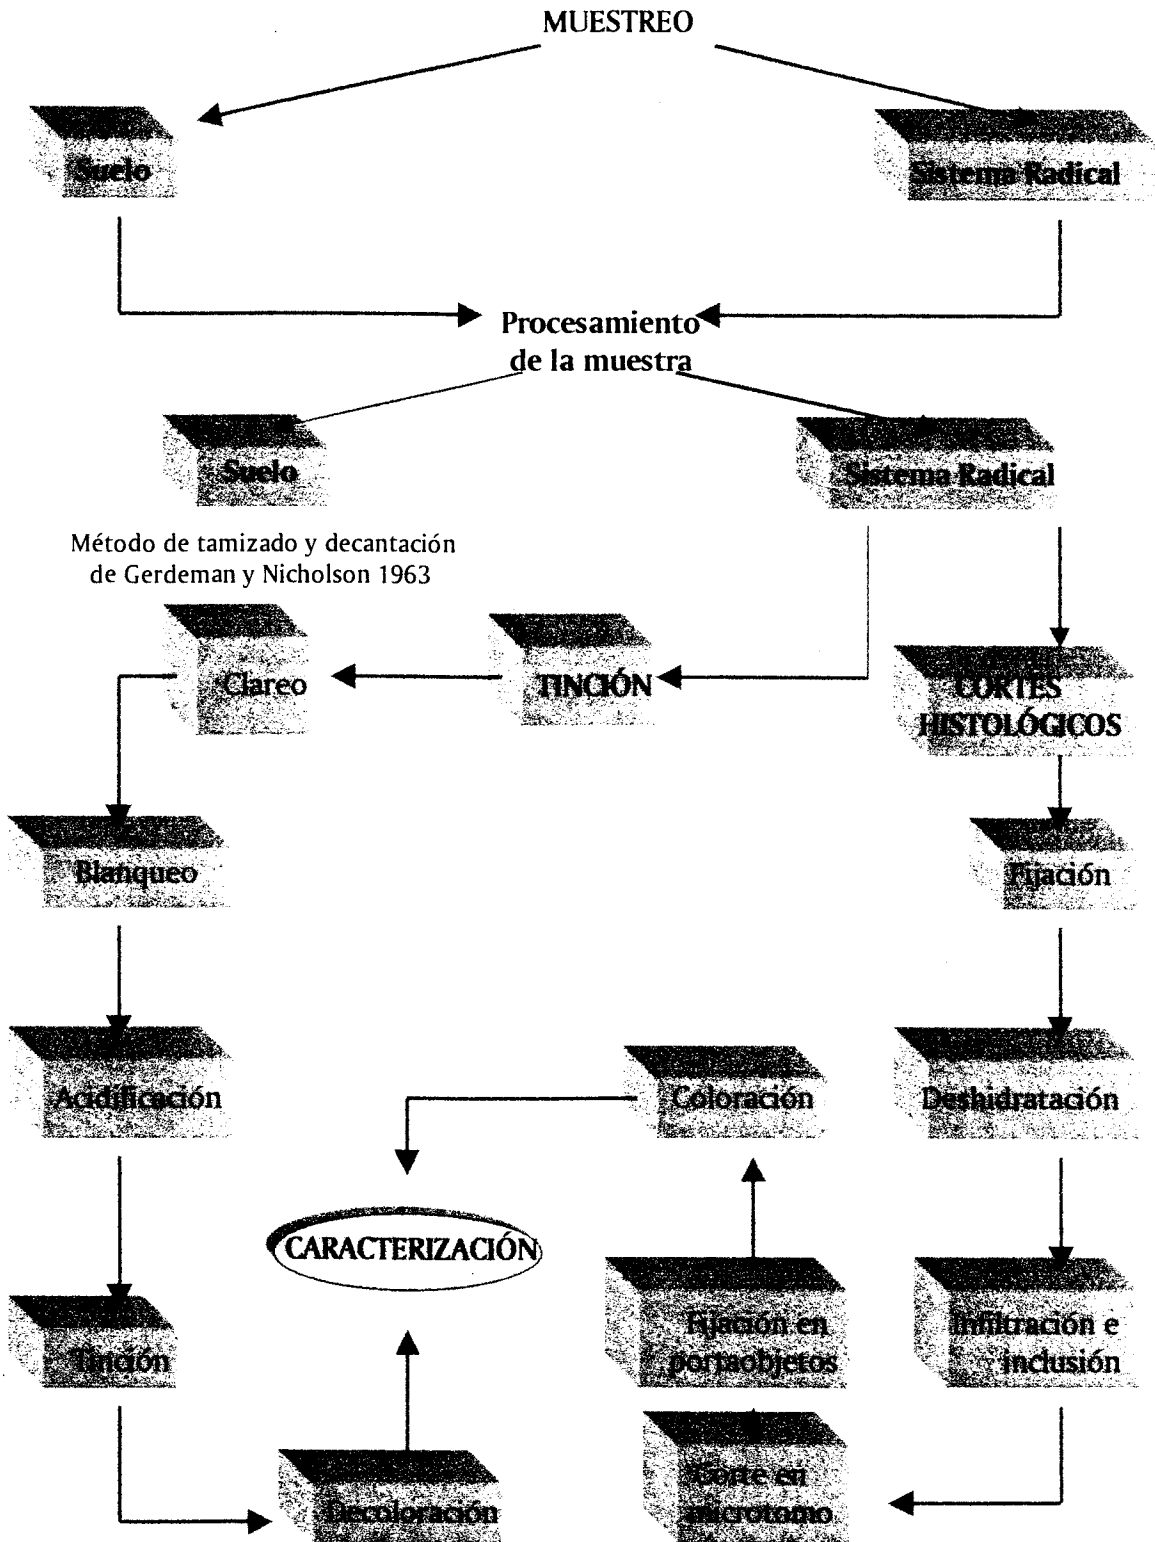 MUESTREO
Suelo
Sistema Radical
Procesamiento
de la muestra
Suelo
Sistema Radical
Método de tamizado y decantación
de Gerdeman y Nicholson 1963
Clareo
TINCIÓN
CORTES
HISTOLÓGICOS
Blanqueo
Fijación
Acidificación
Coloración
Deshidratación
CARACTERIZACIÓN
Tinción
Fijación en
portaobjetos
Infiltración e
inclusión
Decoloración
Corte en
microtomo